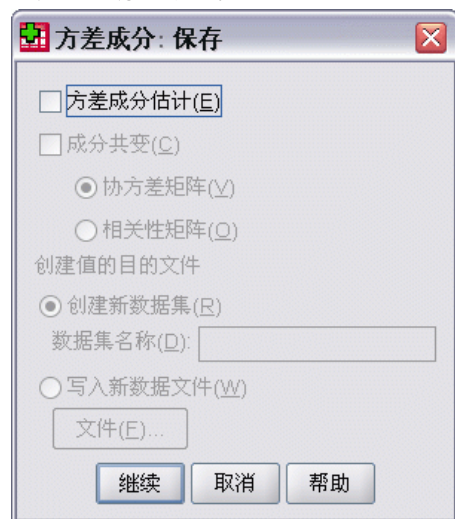 方差成分: 保存
方差成分估计(E)
成分共变(C)
协方差矩阵(V)
相关性矩阵(O)
创建值的目的文件
创建新数据集(R)
数据集名称(D):
写入新数据文件(W)
文件(F)...
继续 取消 帮助